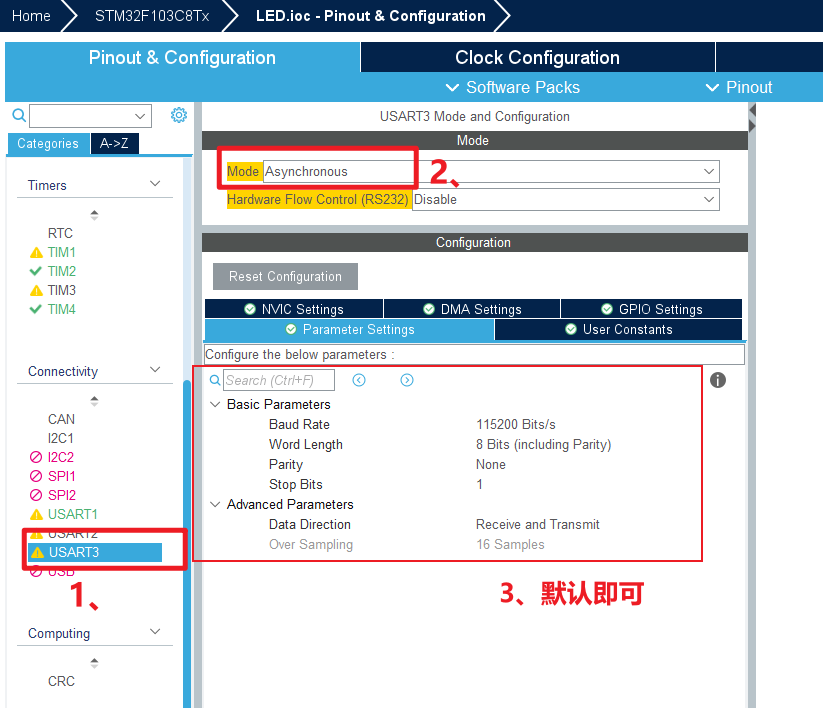 Home STM32F103C8Tx LED.ioc - Pinout & Configuration
Pinout & Configuration Clock Configuration
Software Packs Pinout
Categories A->Z
Timers
RTC
TIM1
TIM2
TIM3
TIM4
Connectivity
CAN
I2C1
I2C2
SPI1
SPI2
USART1
USART2
USART3
USB
1、
Computing
CRC
USART3 Mode and Configuration
Mode
Mode Asynchronous
2、
Hardware Flow Control (RS232) Disable
Configuration
Reset Configuration
NVIC Settings DMA Settings GPIO Settings
Parameter Settings User Constants
Configure the below parameters :
Search (Ctrl+F)
Basic Parameters
Baud Rate 115200 Bits/s
Word Length 8 Bits (including Parity)
Parity None
Stop Bits 1
Advanced Parameters
Data Direction Receive and Transmit
Over Sampling 16 Samples
3、默认即可